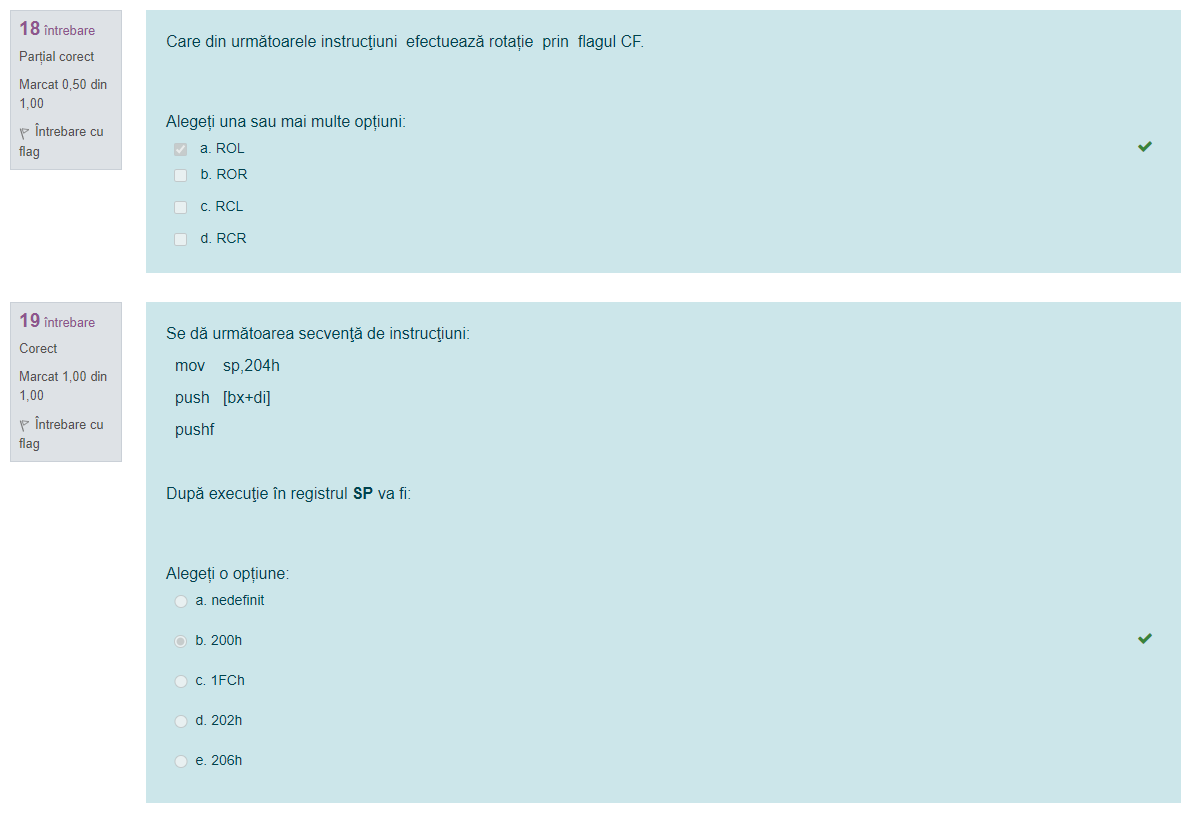 18 întrebare
Parțial corect
Marcat 0,50 din
1,00
Întrebare cu
flag
Care din următoarele instrucţiuni efectuează rotație prin flagul CF.
Alegeți una sau mai multe opțiuni:
a. ROL
b. ROR
c. RCL
d. RCR
19 întrebare
Corect
Marcat 1,00 din
1,00
Întrebare cu
flag
Se dă următoarea secvenţă de instrucţiuni:
mov sp,204h
push [bx+di]
pushf
După execuţie în registrul SP va fi:
Alegeți o opțiune:
a. nedefinit
b. 200h
c. 1FCh
d. 202h
e. 206h